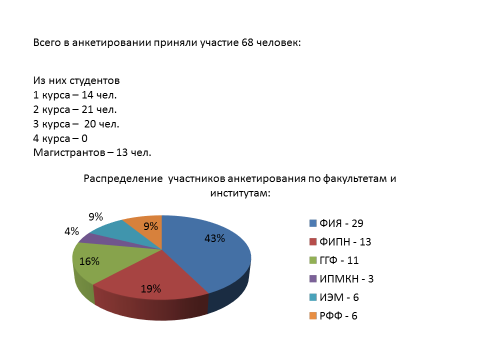 Всего в анкетировании приняли участие 68 человек:
Из них студентов
1 курса – 14 чел.
2 курса – 21 чел.
3 курса –  20 чел.
4 курса – 0
Магистрантов – 13 чел.
Распределение  участников анкетирования по факультетам и
институтам:
43%
19%
16%
4%
9%
9%
ФИЯ - 29
ФИПН - 13
ГГФ - 11
ИПМКН - 3
ИЭМ - 6
РФФ - 6